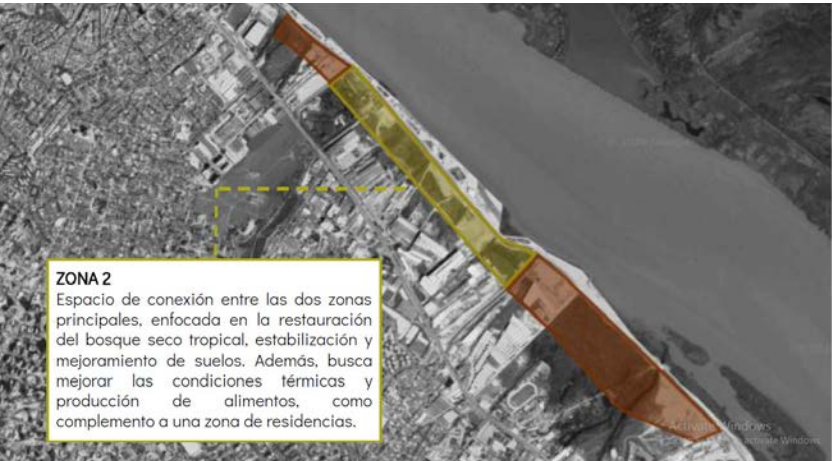 ZONA 2
Espacio de conexión entre las dos zonas
principales, enfocada en la restauración
del bosque seco tropical, estabilización y
mejoramiento de suelos. Además, busca
mejorar las condiciones térmicas y
producción de alimentos, como
complemento a una zona de residencias.
Activate Windows
activate Windows